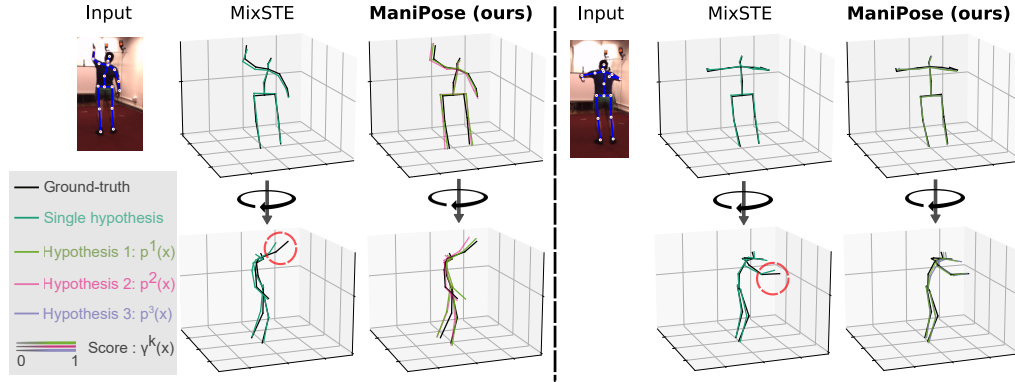 Input MixSTE ManiPose (ours) Input MixSTE ManiPose (ours)
Ground-truth
Single hypothesis
Hypothesis 1: p¹(x)
Hypothesis 2: p²(x)
Hypothesis 3: p³(x)
Score : γᵏ(x)
0 1